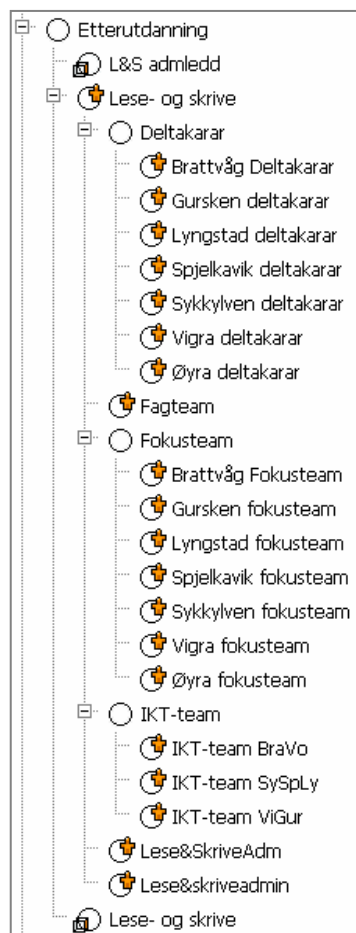 Etterutdanning
L&S admledd
Lese- og skrive
Deltakarar
Brattvåg Deltakarar
Gursken deltakarar
Lyngstad deltakarar
Spjelkavik deltakarar
Sykkylven deltakarar
Vigra deltakarar
Øyra deltakarar
Fagteam
Fokusteam
Brattvåg Fokusteam
Gursken fokusteam
Lyngstad fokusteam
Spjelkavik fokusteam
Sykkylven fokusteam
Vigra fokusteam
Øyra fokusteam
IKT-team
IKT-team BraVo
IKT-team SySpLy
IKT-team ViGur
Lese&SkriveAdm
Lese&skriveadmin
Lese- og skrive